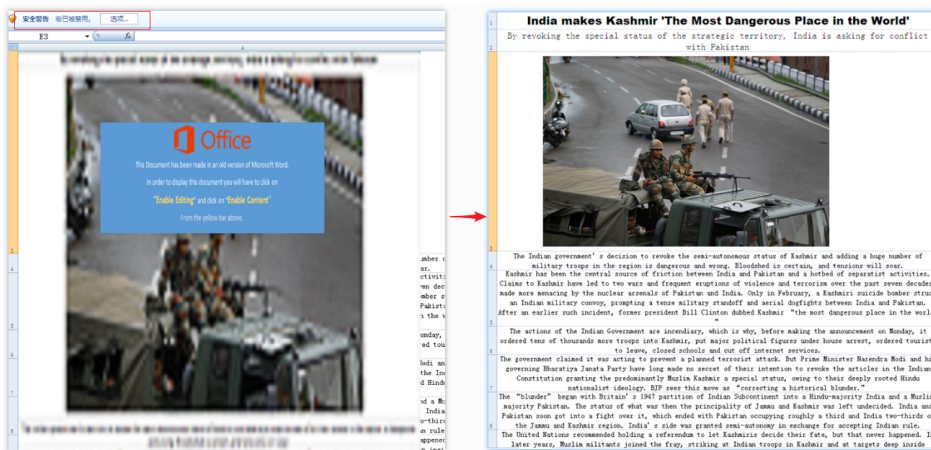 安全警告
选项...
E3
fx
Office
This Document has been made in an old version of Microsoft Word.
In order to display this document you will have to click on
"Enable Editing" and click on "Enable Content"
From the yellow bar above.
India makes Kashmir 'The Most Dangerous Place in the World'
By revoking the special status of the strategic territory, India is asking for conflict
with Pakistan
The Indian government's decision to revoke the semi-autonomous status of Kashmir and adding a huge number of
military troops in the region is dangerous and wrong. Bloodshed is certain, and tensions will soar.
Kashmir has been the central source of friction between India and Pakistan and a hotbed of separatist activities.
Claims to Kashmir have led to two wars and frequent eruptions of violence and terrorism over the past seven decades
made more menacing by the nuclear arsenals of Pakistan and India. Only in February, a Kashmiri suicide bomber struc
an Indian military convoy, prompting a tense military standoff and aerial dogfights between India and Pakistan.
After an earlier such incident, former president Bill Clinton dubbed Kashmir "the most dangerous place in the worl
"
The actions of the Indian Government are incendiary, which is why, before making the announcement on Monday, it
ordered tens of thousands more troops into Kashmir, put major political figures under house arrest, ordered tourist
to leave, closed schools and cut off internet services.
The government claimed it was acting to prevent a planned terrorist attack. But Prime Minister Narendra Modi and hi
governing Bharatiya Janata Party have long made no secret of their intention to revoke the articles in the Indian
Constitution granting the predominantly Muslim Kashmir a special status, owing to their deeply rooted Hindu
nationalist ideology. BJP sees this move as "correcting a historical blunder."
The "blunder" began with Britain's 1947 partition of Indian Subcontinent into a Hindu-majority India and a Muslim
majority Pakistan. The status of what was then the principality of Jammu and Kashmir was left undecided. India and
Pakistan soon got into a fight over it, which ended with Pakistan occupying roughly a third and India two-thirds o
the Jammu and Kashmir region. India's side was granted semi-autonomy in exchange for accepting Indian rule.
The United Nations recommended holding a referendum to let Kashmiris decide their fate, but that never happened. I
later years, Muslim militants joined the fray, striking at Indian troops in Kashmir and at targets deep inside